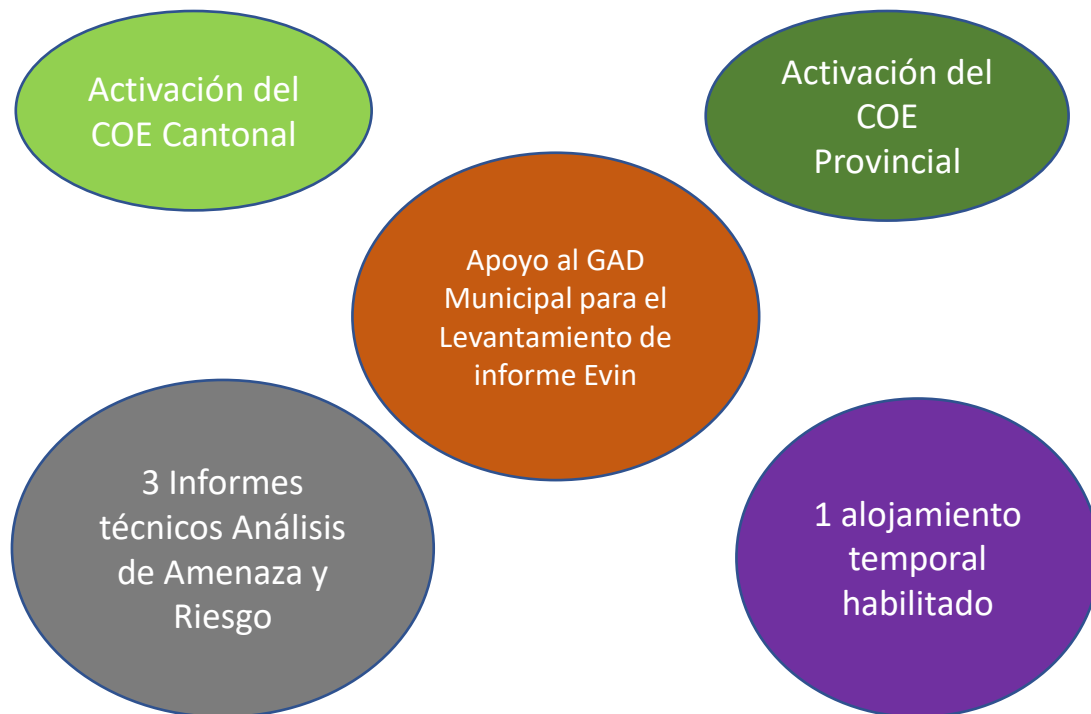 Activación del
COE Cantonal
Activación del
COE
Provincial
Apoyo al GAD
Municipal para el
Levantamiento de
informe Evin
3 Informes
técnicos Análisis
de Amenaza y
Riesgo
1 alojamiento
temporal
habilitado